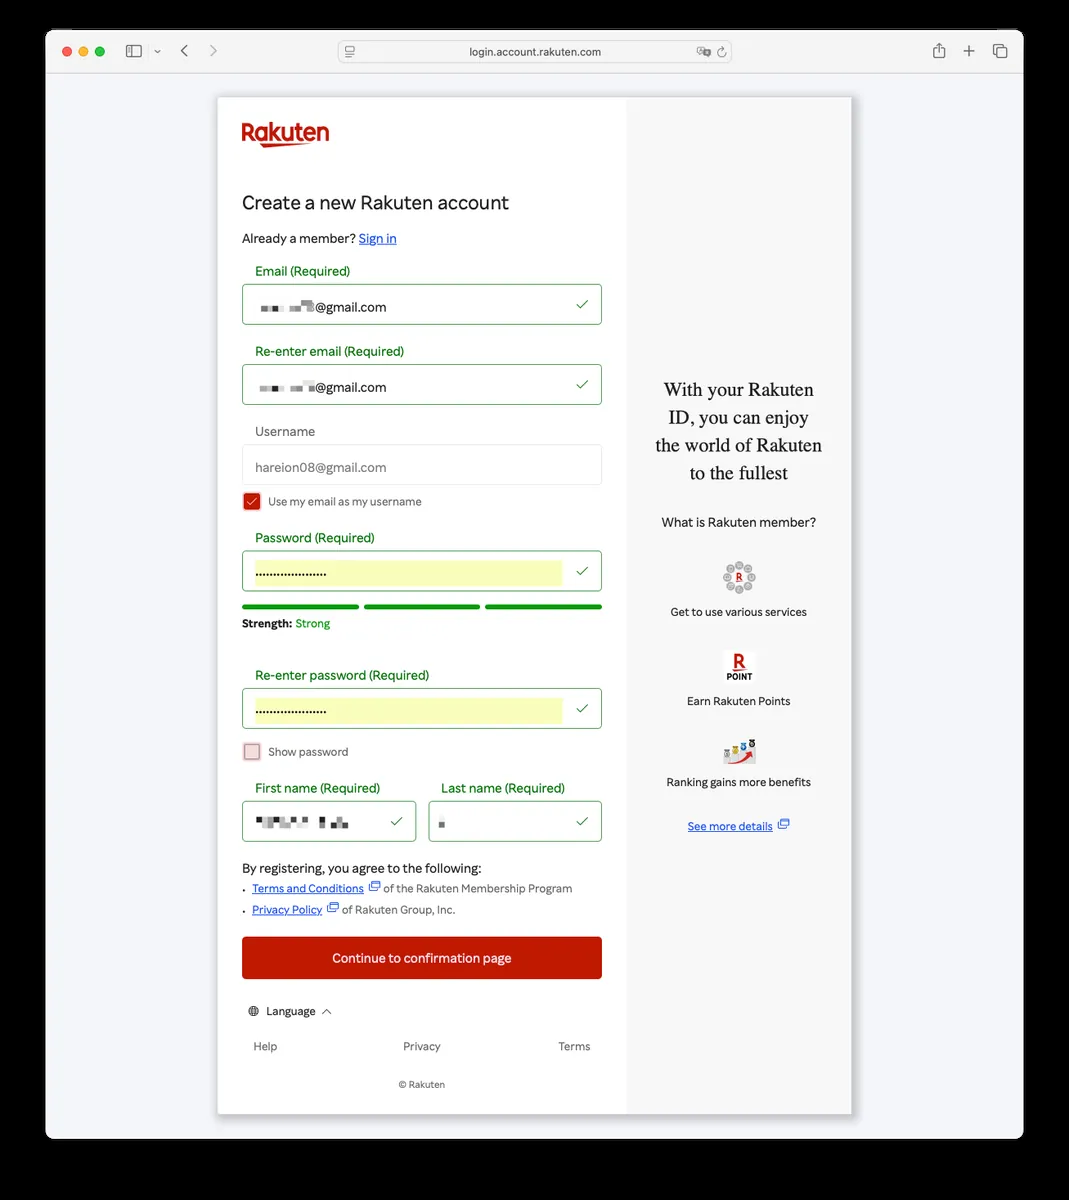 login.account.rakuten.com
Rakuten
Create a new Rakuten account
Already a member? Sign in
Email (Required)
@gmail.com
Re-enter email (Required)
@gmail.com
Username
hareion08@gmail.com
Use my email as my username
Password (Required)
Strength: Strong
Re-enter password (Required)
Show password
First name (Required)
Last name (Required)
By registering, you agree to the following:
• Terms and Conditions of the Rakuten Membership Program
• Privacy Policy of Rakuten Group, Inc.
Continue to confirmation page
Language
Help
Privacy
Terms
© Rakuten
With your Rakuten
ID, you can enjoy
the world of Rakuten
to the fullest
What is Rakuten member?
R
Get to use various services
R
POINT
Earn Rakuten Points
Ranking gains more benefits
See more details